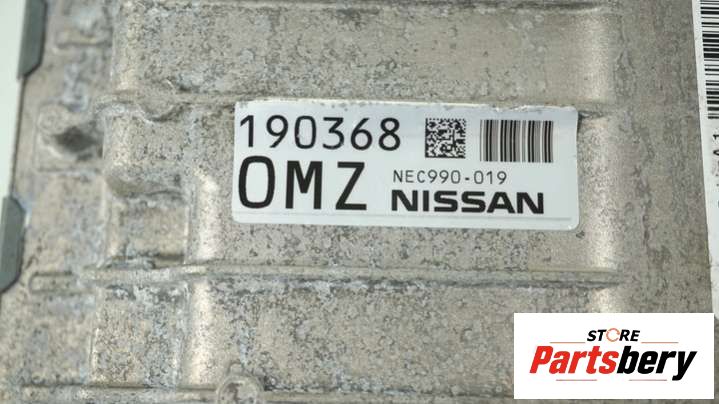 190368
NEC990-019
OMZ NISSAN
STORE
Partsbery